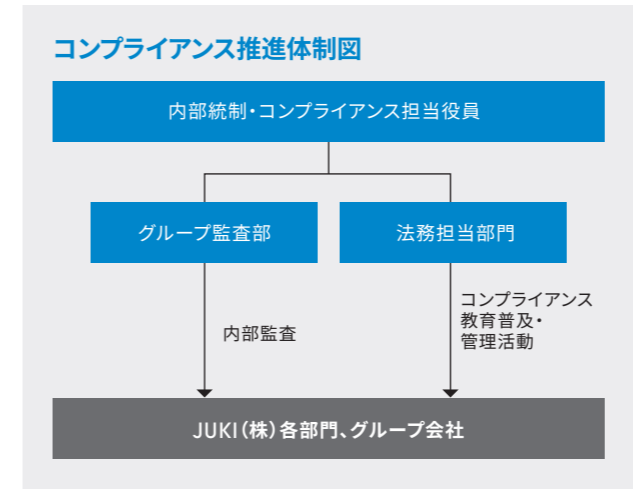 コンプライアンス推進体制図
内部統制・コンプライアンス担当役員
グループ監査部
法務担当部門
内部監査
コンプライアンス
教育普及・
管理活動
JUKI(株)各部門、グループ会社